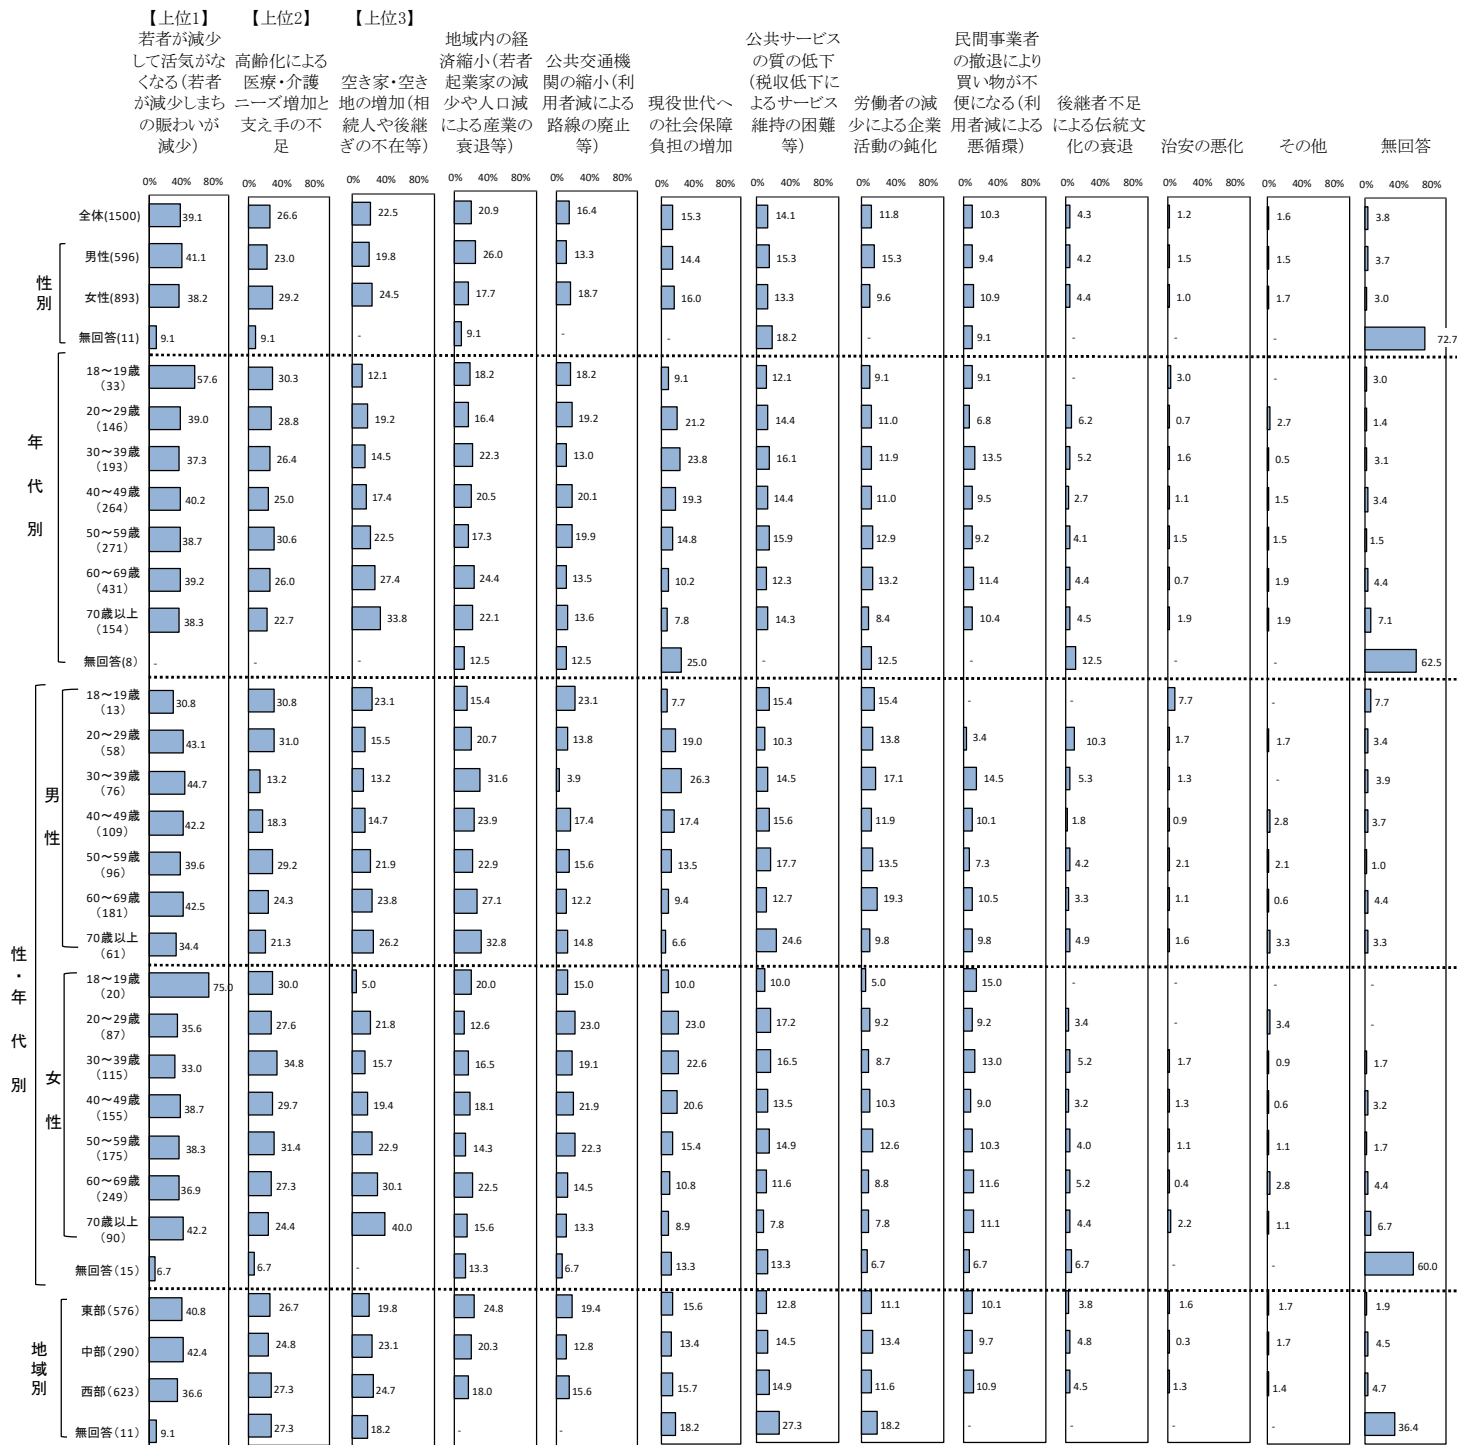 【上位1】 【上位2】 【上位3】
若者が減少
して活気がな
くなる(若者
が減少しまち
の賑わいが
減少)
高齢化による
医療・介護
ニーズ増加と
支え手の不
足
空き家・空き
地の増加(相
続人や後継
ぎの不在等)
地域内の経
済縮小(若者
起業家の減
少や人口減
による産業の
衰退等)
公共交通機
関の縮小(利
用者減による
路線の廃止
等)
現役世代へ
の社会保障
負担の増加
公共サービス
の質の低下
(税収低下に
よるサービス
維持の困難
等)
労働者の減
少による企業
活動の鈍化
民間事業者
の撤退により
買い物が不
便になる(利
用者減による
悪循環)
後継者不足
による伝統文
化の衰退
治安の悪化
その他
無回答
0% 40% 80% 0% 40% 80% 0% 40% 80% 0% 40% 80% 0% 40% 80% 0% 40% 80% 0% 40% 80% 0% 40% 80% 0% 40% 80% 0% 40% 80% 0% 40% 80% 0% 40% 80% 0% 40% 80%
全体(1500) 39.1 26.6 22.5 20.9 16.4 15.3 14.1 11.8 10.3 4.3 1.2 1.6 3.8
性別
男性(596) 41.1 23.0 19.8 26.0 13.3 14.4 15.3 15.3 9.4 4.2 1.5 1.5 3.7
女性(893) 38.2 29.2 24.5 17.7 18.7 16.0 13.3 9.6 10.9 4.4 1.0 1.7 3.0
無回答(11) 9.1 9.1 - 9.1 - - 18.2 - 9.1 - - - 72.7
年代別
18～19歳(33) 57.6 30.3 12.1 18.2 18.2 9.1 12.1 9.1 9.1 - 3.0 - 3.0
20～29歳(146) 39.0 28.8 19.2 16.4 19.2 21.2 14.4 11.0 6.8 6.2 0.7 2.7 1.4
30～39歳(193) 37.3 26.4 14.5 22.3 13.0 23.8 16.1 11.9 13.5 5.2 1.6 0.5 3.1
40～49歳(264) 40.2 25.0 17.4 20.5 20.1 19.3 14.4 11.0 9.5 2.7 1.1 1.5 3.4
50～59歳(271) 38.7 30.6 22.5 17.3 19.9 14.8 15.9 12.9 9.2 4.1 1.5 1.5 1.5
60～69歳(431) 39.2 26.0 27.4 24.4 13.5 10.2 12.3 13.2 11.4 4.4 0.7 1.9 4.4
70歳以上(154) 38.3 22.7 33.8 22.1 13.6 7.8 14.3 8.4 10.4 4.5 1.9 1.9 7.1
無回答(8) - - - 12.5 12.5 25.0 - 12.5 - 12.5 - - 62.5
性・年代別
男性
18～19歳(13) 30.8 30.8 23.1 15.4 23.1 7.7 15.4 15.4 - - 7.7 - 7.7
20～29歳(58) 43.1 31.0 15.5 20.7 13.8 19.0 10.3 13.8 3.4 10.3 1.7 1.7 3.4
30～39歳(76) 44.7 13.2 13.2 31.6 3.9 26.3 14.5 17.1 14.5 5.3 1.3 - 3.9
40～49歳(109) 42.2 18.3 14.7 23.9 17.4 17.4 15.6 11.9 10.1 1.8 0.9 2.8 3.7
50～59歳(96) 39.6 29.2 21.9 22.9 15.6 13.5 17.7 13.5 7.3 4.2 2.1 2.1 1.0
60～69歳(181) 42.5 24.3 23.8 27.1 12.2 9.4 12.7 19.3 10.5 3.3 1.1 0.6 4.4
70歳以上(61) 34.4 21.3 26.2 32.8 14.8 6.6 24.6 9.8 9.8 4.9 1.6 3.3 3.3
女性
18～19歳(20) 75.0 30.0 5.0 20.0 15.0 10.0 10.0 5.0 15.0 - - - -
20～29歳(87) 35.6 27.6 21.8 12.6 23.0 23.0 17.2 9.2 9.2 3.4 - 3.4 -
30～39歳(115) 33.0 34.8 15.7 16.5 19.1 22.6 16.5 8.7 13.0 5.2 1.7 0.9 1.7
40～49歳(155) 38.7 29.7 19.4 18.1 21.9 20.6 13.5 10.3 9.0 3.2 1.3 0.6 3.2
50～59歳(175) 38.3 31.4 22.9 14.3 22.3 15.4 14.9 12.6 10.3 4.0 1.1 1.1 1.7
60～69歳(249) 36.9 27.3 30.1 22.5 14.5 10.8 11.6 8.8 11.6 5.2 0.4 2.8 4.4
70歳以上(90) 42.2 24.4 40.0 15.6 13.3 8.9 7.8 7.8 11.1 4.4 2.2 1.1 6.7
無回答(15) 6.7 6.7 - 13.3 6.7 13.3 13.3 6.7 6.7 6.7 - - 60.0
地域別
東部(576) 40.8 26.7 19.8 24.8 19.4 15.6 12.8 11.1 10.1 3.8 1.6 1.7 1.9
中部(290) 42.4 24.8 23.1 20.3 12.8 13.4 14.5 13.4 9.7 4.8 0.3 1.7 4.5
西部(623) 36.6 27.3 24.7 18.0 15.6 15.7 14.9 11.6 10.9 4.5 1.3 1.4 4.7
無回答(11) 9.1 27.3 18.2 - - 18.2 27.3 18.2 - - - - 36.4